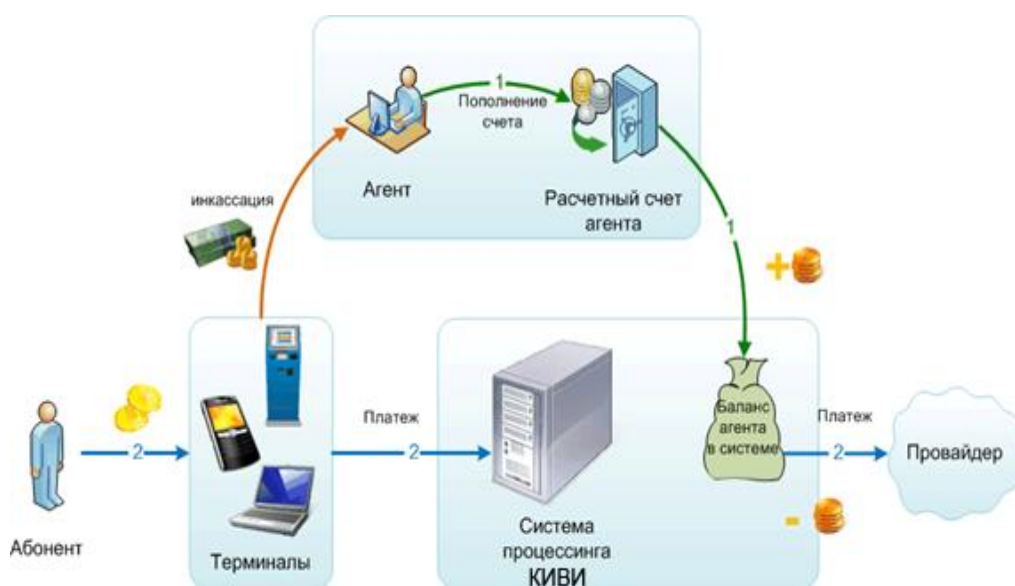 1
Пополнение
счета
Агент
Расчетный счет
агента
инкассация
1
+
Платеж
Баланс
агента
в системе
Платеж
2
2
2
Провайдер
-
Абонент
Терминалы
Система
процессинга
КИВИ